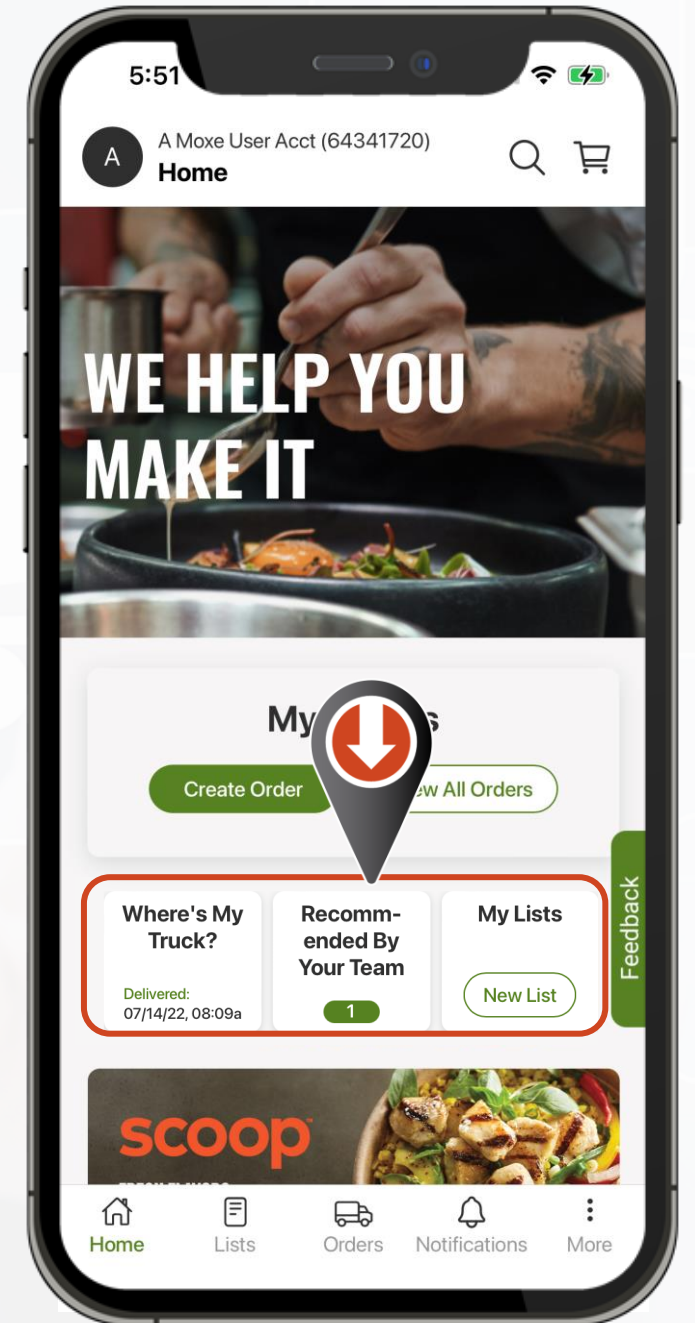 5:51
A
A Moxe User Acct (64341720)
Home
WE HELP YOU
MAKE IT
My
Create Order
All Orders
Where's My
Truck?
Delivered:
07/14/22, 08:09a
Recomm-
ended By
Your Team
1
My Lists
New List
Feedback
scoop
Home
Lists
Orders
Notifications
More